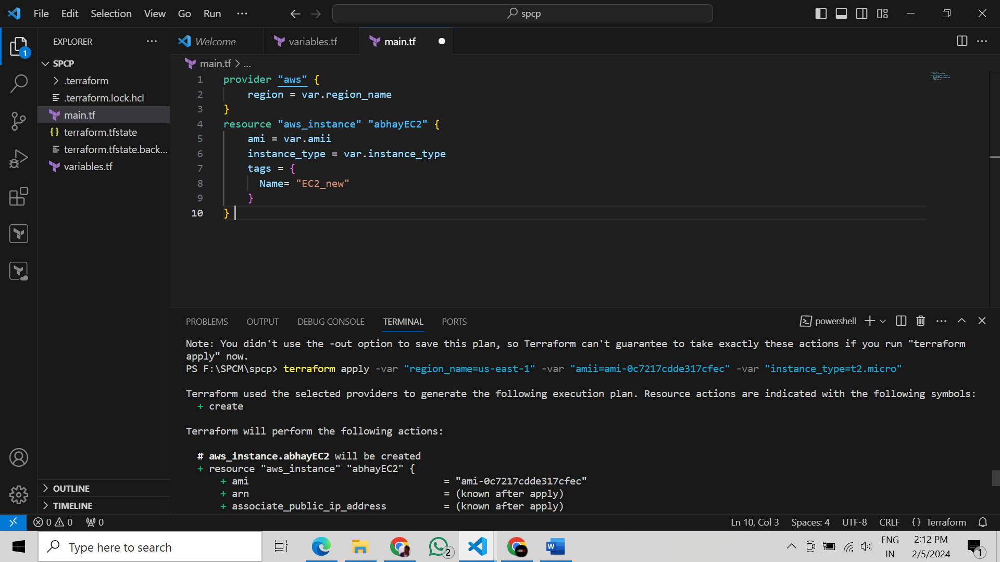 File Edit Selection View Go Run ...
spcp
EXPLORER ...
Welcome variables.tf main.tf
1
SPCP
.terraform
.terraform.lock.hcl
main.tf
terraform.tfstate
terraform.tfstate.back...
variables.tf
OUTLINE
TIMELINE
main.tf > ...
1 provider "aws" {
2 region = var.region_name
3 }
4 resource "aws_instance" "abhayEC2" {
5 ami = var.amii
6 instance_type = var.instance_type
7 tags = {
8 Name= "EC2_new"
9 }
10 }
PROBLEMS OUTPUT DEBUG CONSOLE TERMINAL PORTS
powershell
Note: You didn't use the -out option to save this plan, so Terraform can't guarantee to take exactly these actions if you run "terraform
apply" now.
PS F:\SPCM\spcp> terraform apply -var "region_name=us-east-1" -var "amii=ami-0c7217cdde317cfec" -var "instance_type=t2.micro"
Terraform used the selected providers to generate the following execution plan. Resource actions are indicated with the following symbols:
+ create
Terraform will perform the following actions:
# aws_instance.abhayEC2 will be created
+ resource "aws_instance" "abhayEC2" {
+ ami = "ami-0c7217cdde317cfec"
+ arn = (known after apply)
+ associate_public_ip_address = (known after apply)
0 0 0 Ln 10, Col 3 Spaces: 4 UTF-8 CRLF {} Terraform
Type here to search
2
W
ENG
IN
2:12 PM
2/5/2024
1